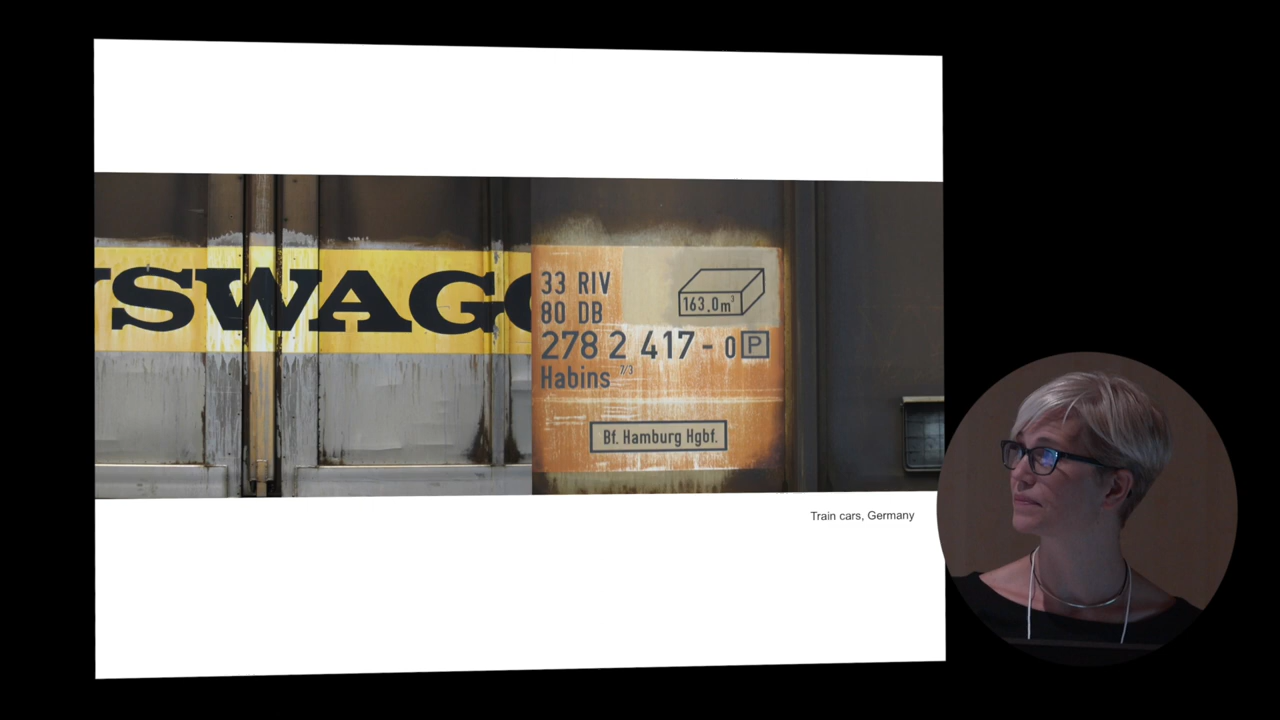 SWAG
33 RIV
80 DB
163.0m³
278 2 417-0 P
Habins 7/3
Bf. Hamburg Hgbf.
Train cars, Germany